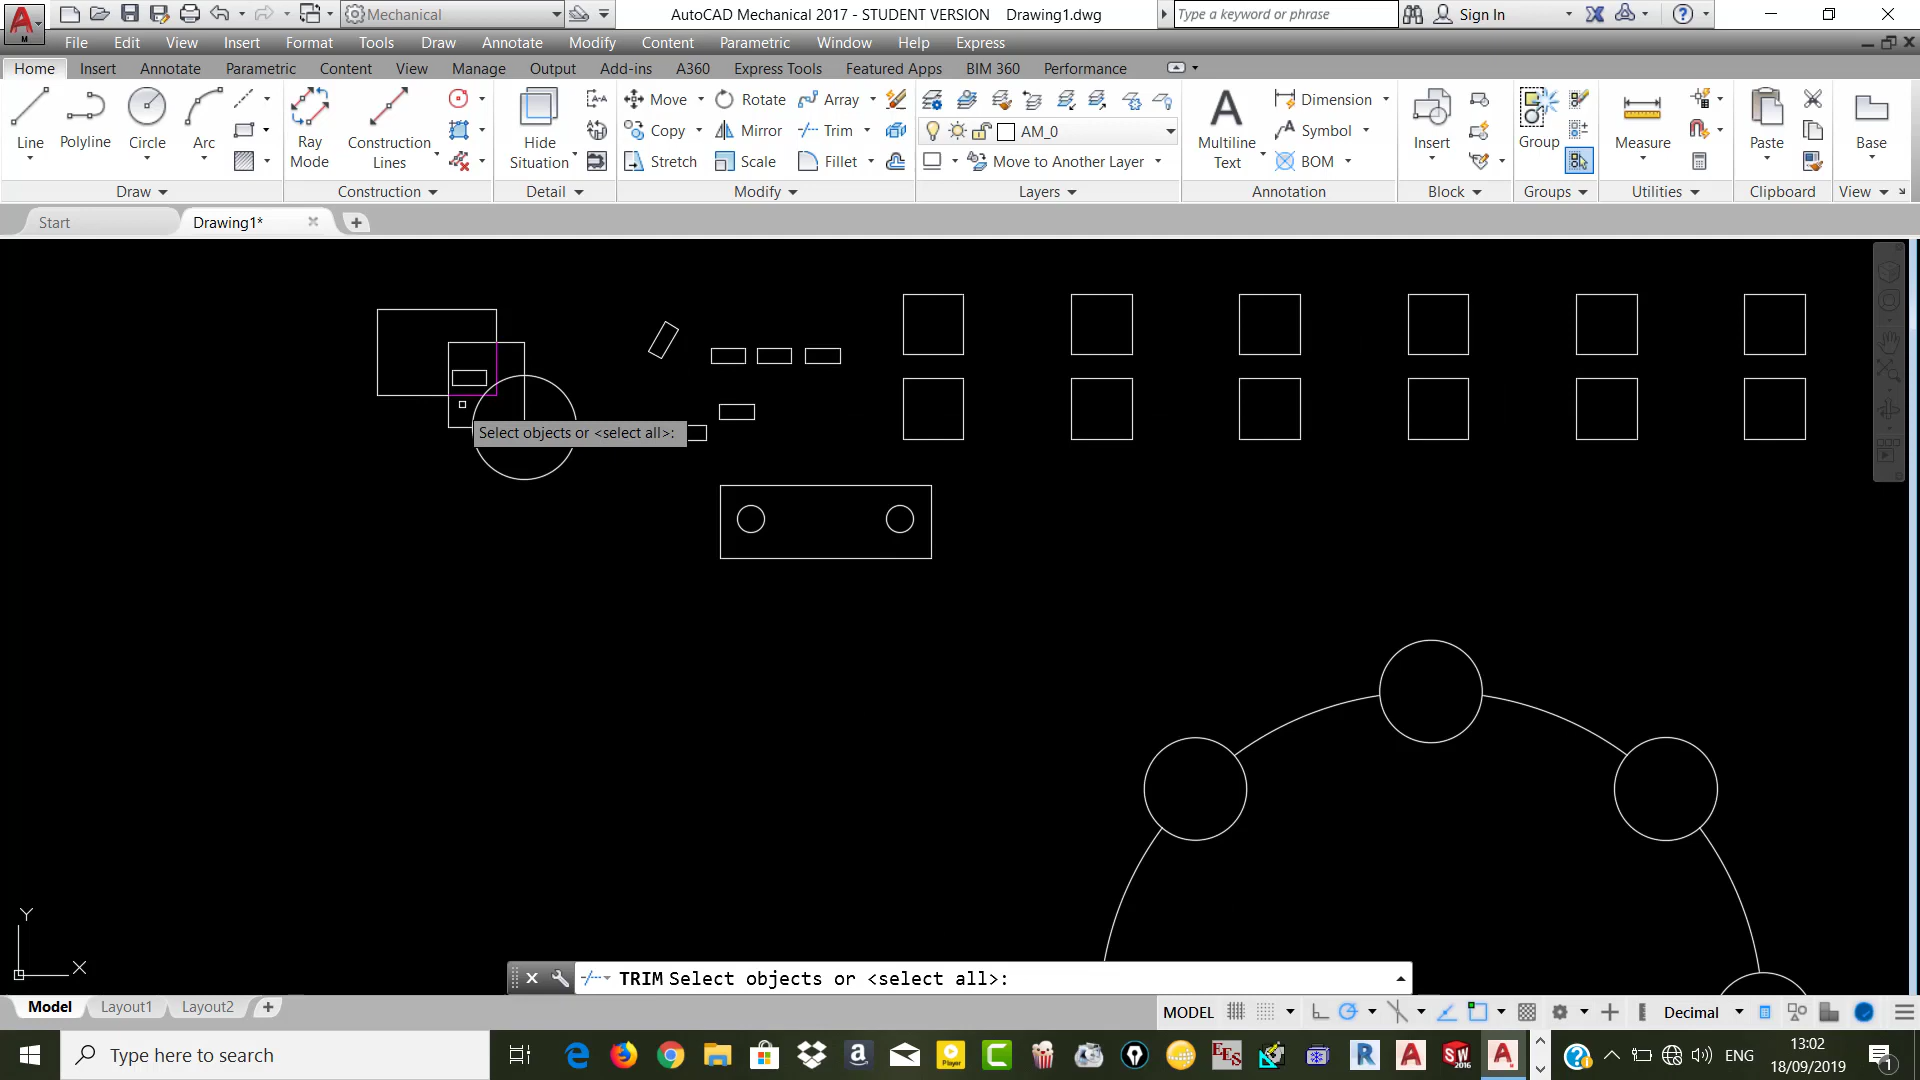 Mechanical
AutoCAD Mechanical 2017 - STUDENT VERSION Drawing1.dwg
Type a keyword or phrase
Sign In
File Edit View Insert Format Tools Draw Annotate Modify Content Parametric Window Help Express
Home Insert Annotate Parametric Content View Manage Output Add-ins A360 Express Tools Featured Apps BIM 360 Performance
Line Polyline Circle Arc
Ray Mode
Construction Lines
Hide Situation
Move Rotate Array
Copy Mirror Trim
Stretch Scale Fillet
AM_0
Move to Another Layer
Multiline Text
Dimension
Symbol
BOM
Insert
Group
Measure
Paste
Base
Draw Construction Detail Modify Layers Annotation Block Groups Utilities Clipboard View
Start Drawing1*
Select objects or <select all>:
Y
X
TRIM Select objects or <select all>:
Model Layout1 Layout2
MODEL
Decimal
Type here to search
a
Player
C
EES
R
A
SW
2016
A
ENG
13:02
18/09/2019
1